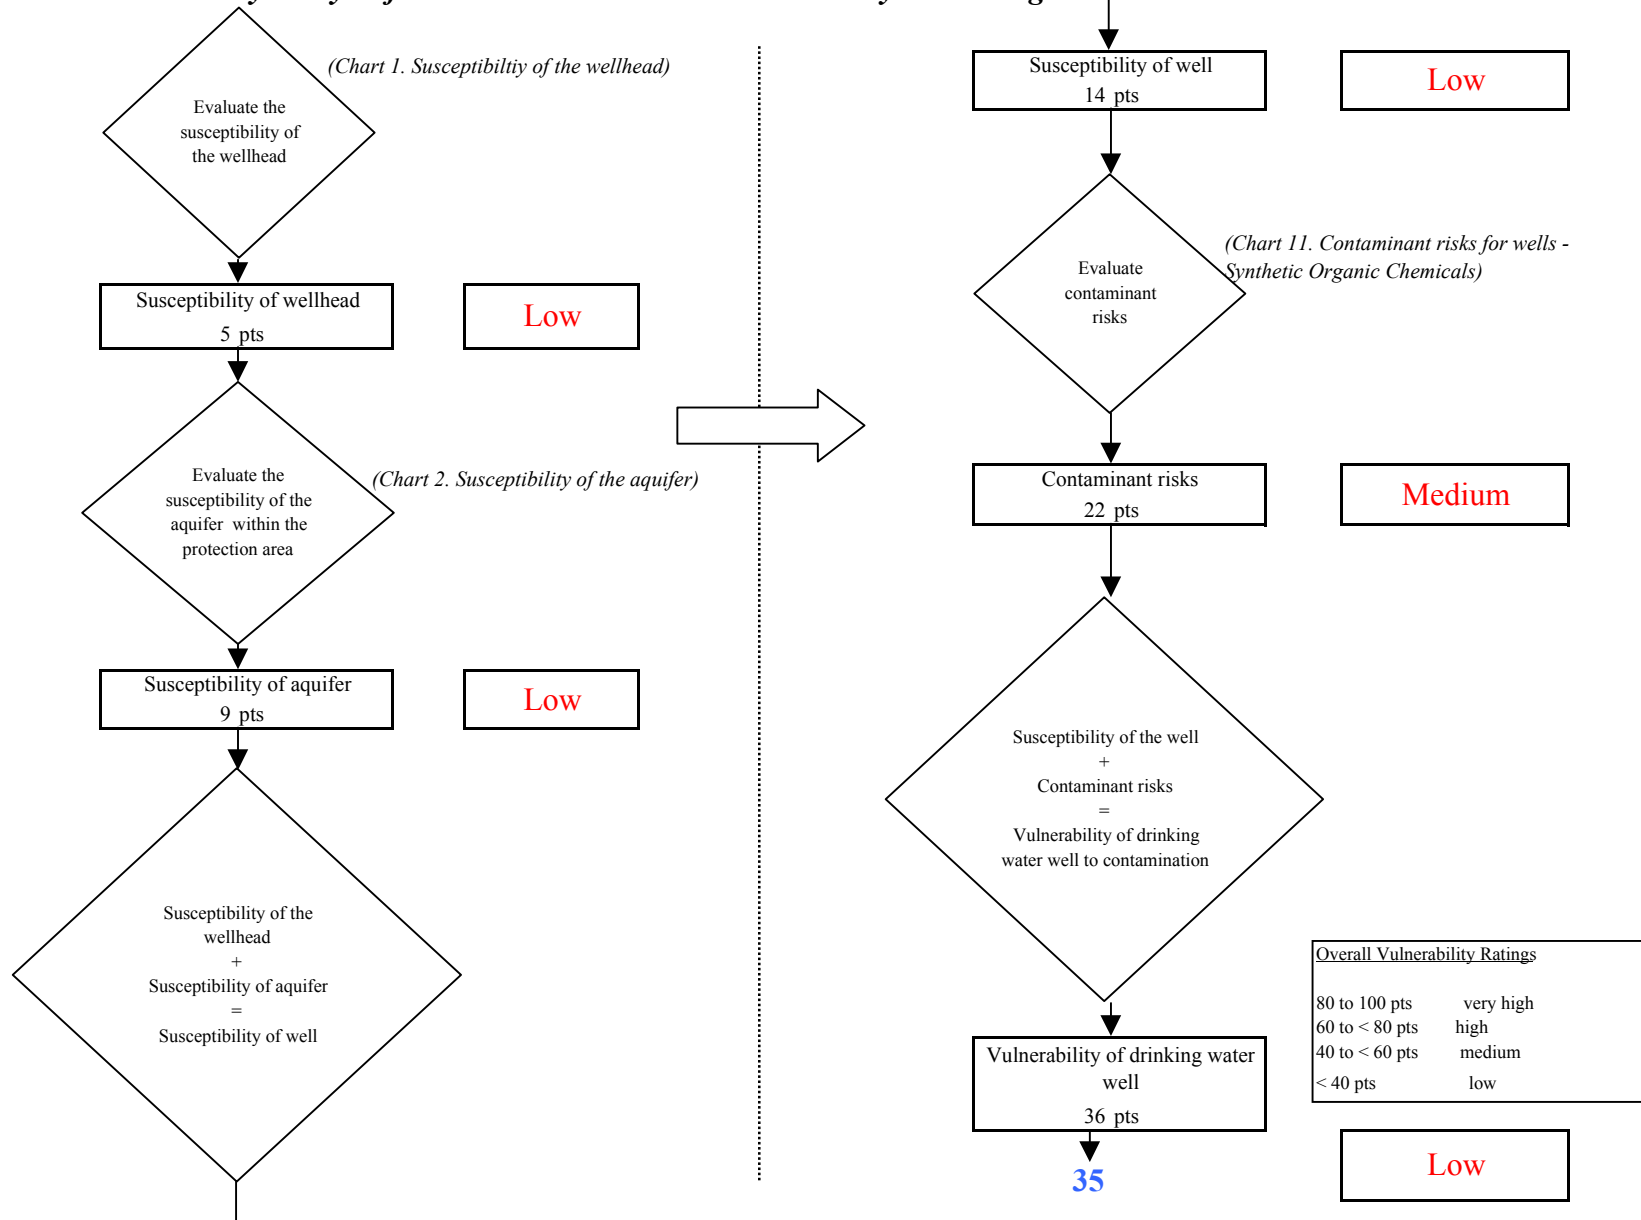 (Chart 1. Susceptibiltiy of the wellhead)
Evaluate the
susceptibility of
the wellhead
Susceptibility of wellhead
5 pts
Low
Evaluate the
susceptibility of the
aquifer within the
protection area
(Chart 2. Susceptibility of the aquifer)
Susceptibility of aquifer
9 pts
Low
Susceptibility of the
wellhead
+
Susceptibility of aquifer
=
Susceptibility of well
Susceptibility of well
14 pts
Low
(Chart 11. Contaminant risks for wells -
Synthetic Organic Chemicals)
Evaluate
contaminant
risks
Contaminant risks
22 pts
Medium
Susceptibility of the well
+
Contaminant risks
=
Vulnerability of drinking
water well to contamination
Overall Vulnerability Ratings
80 to 100 pts very high
60 to < 80 pts high
40 to < 60 pts medium
< 40 pts low
Vulnerability of drinking water
well
36 pts
35
Low